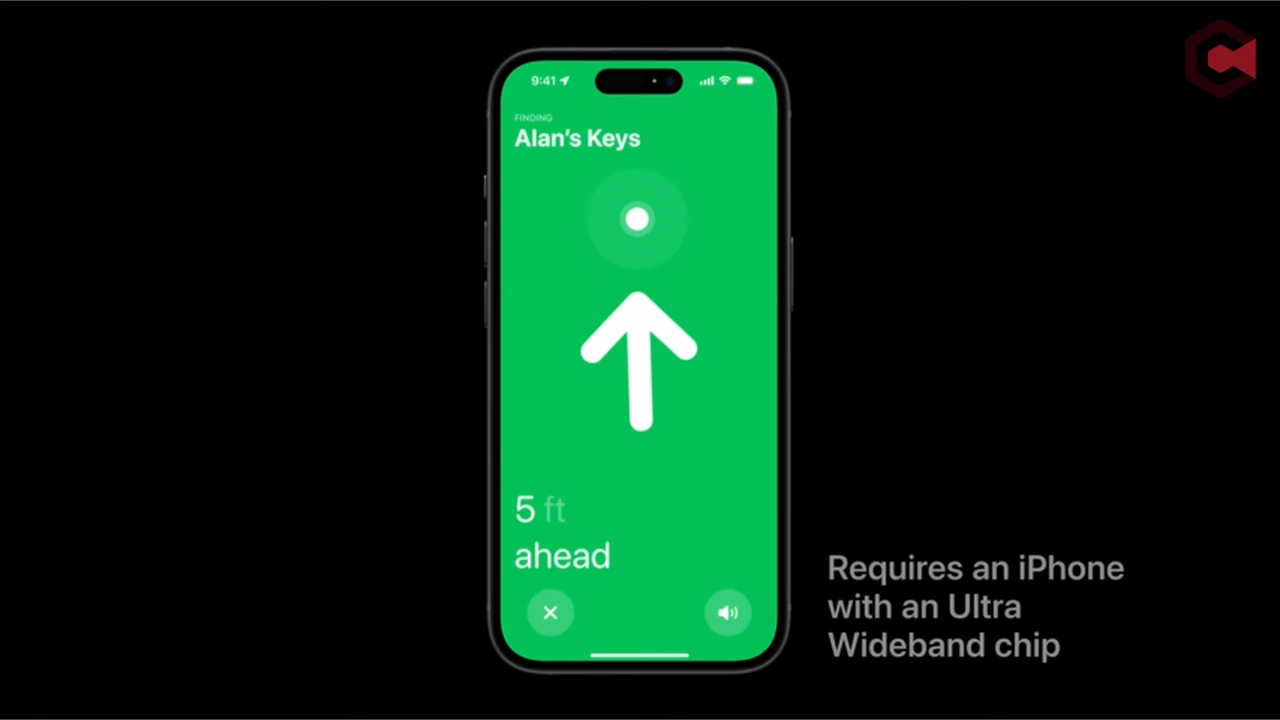 9:41
FINDING
Alan's Keys
5 ft
ahead
Requires an iPhone
with an Ultra
Wideband chip